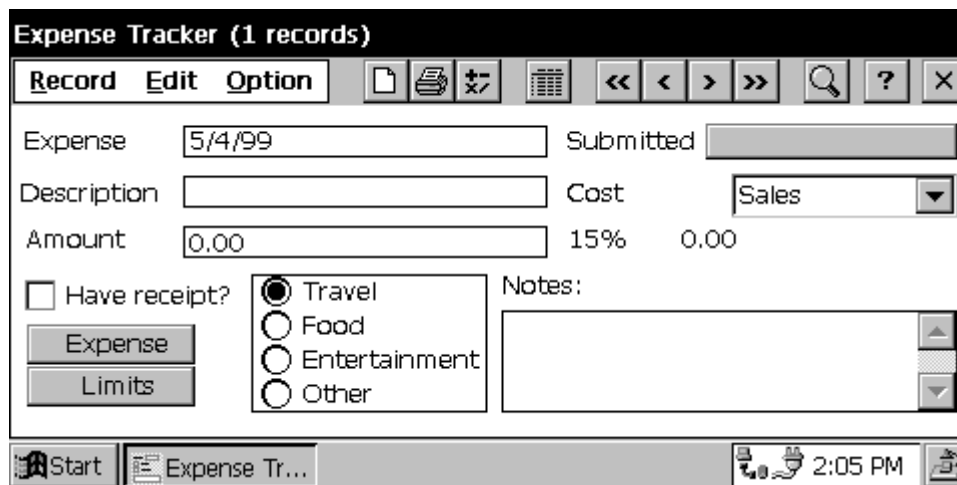 Expense Tracker (1 records)
Record Edit Option << < > >> ? ×
Expense 5/4/99 Submitted
Description Cost Sales
Amount 0.00 15% 0.00
Have receipt? Travel Notes:
Food
Expense
Entertainment
Limits
Other
Start Expense Tr... 2:05 PM